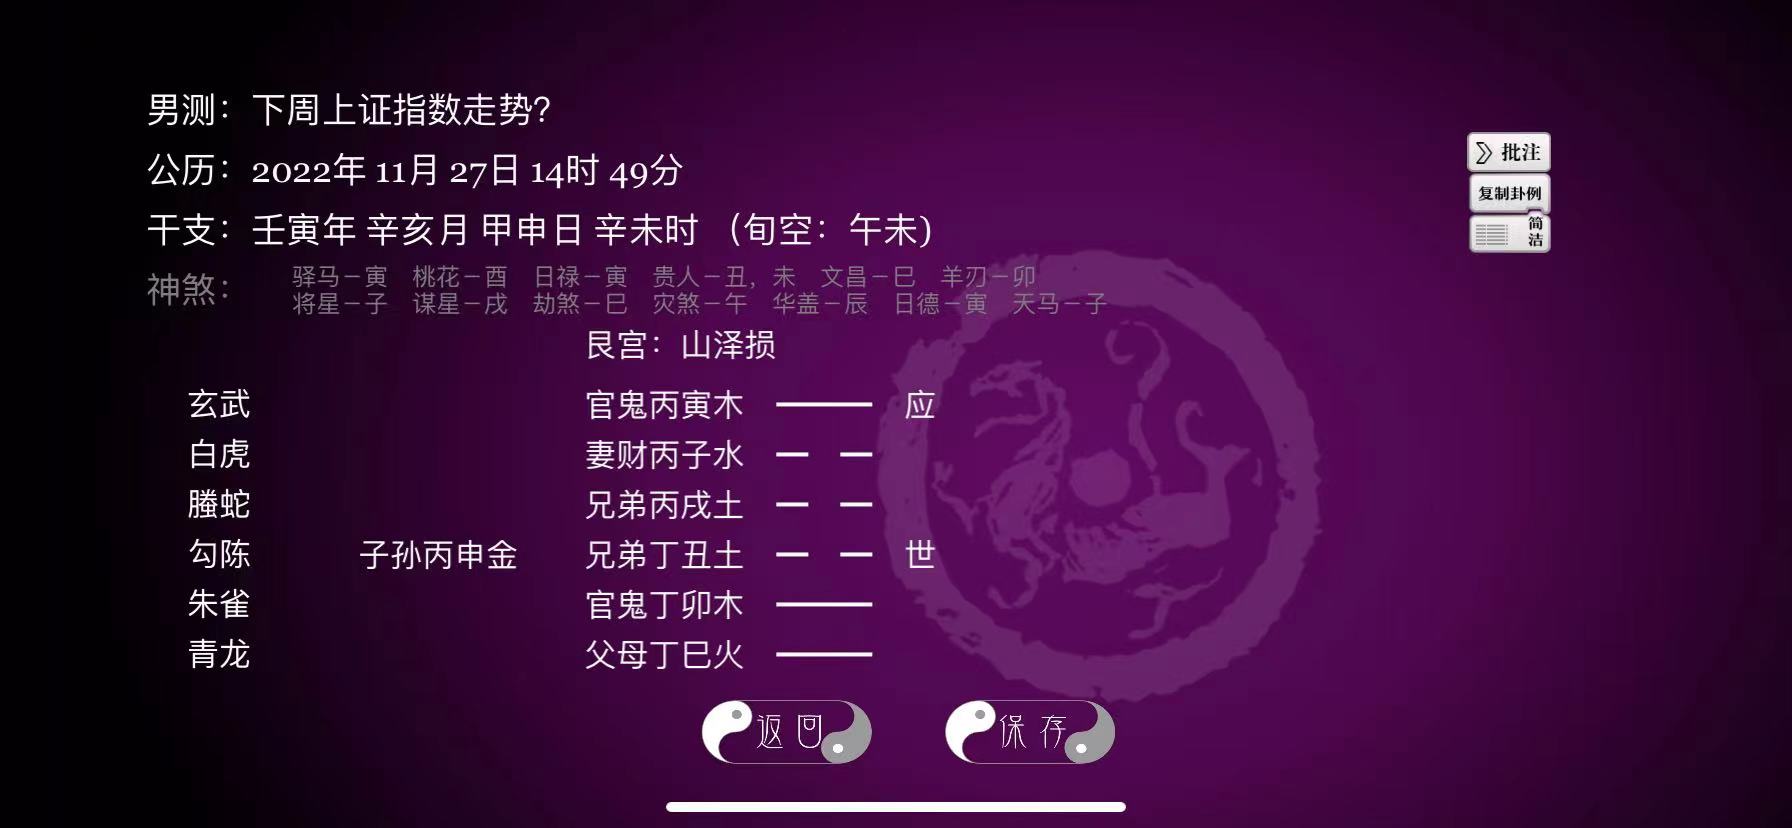 男测：下周上证指数走势？
公历：2022年 11月 27日 14时 49分
干支：壬寅年 辛亥月 甲申日 辛未时 （旬空：午未）
神煞：
驿马－寅 桃花－酉 日禄－寅 贵人－丑，未 文昌－巳 羊刃－卯
将星－子 谋星－戌 劫煞－巳 灾煞－午 华盖－辰 日德－寅 天马－子
批注
复制卦例
简洁
艮宫：山泽损
玄武 官鬼丙寅木 应
白虎 妻财丙子水
螣蛇 兄弟丙戌土
勾陈 子孙丙申金 兄弟丁丑土 世
朱雀 官鬼丁卯木
青龙 父母丁巳火
返回 保存